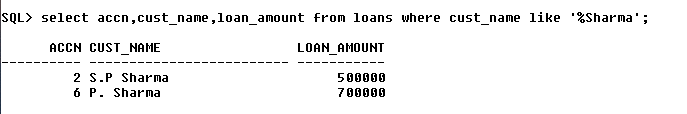 SQL> select accn,cust_name,loan_amount from loans where cust_name like '%Sharma';
ACCN CUST_NAME LOAN_AMOUNT
---------- ------------------------- -----------
2 S.P Sharma 500000
6 P. Sharma 700000